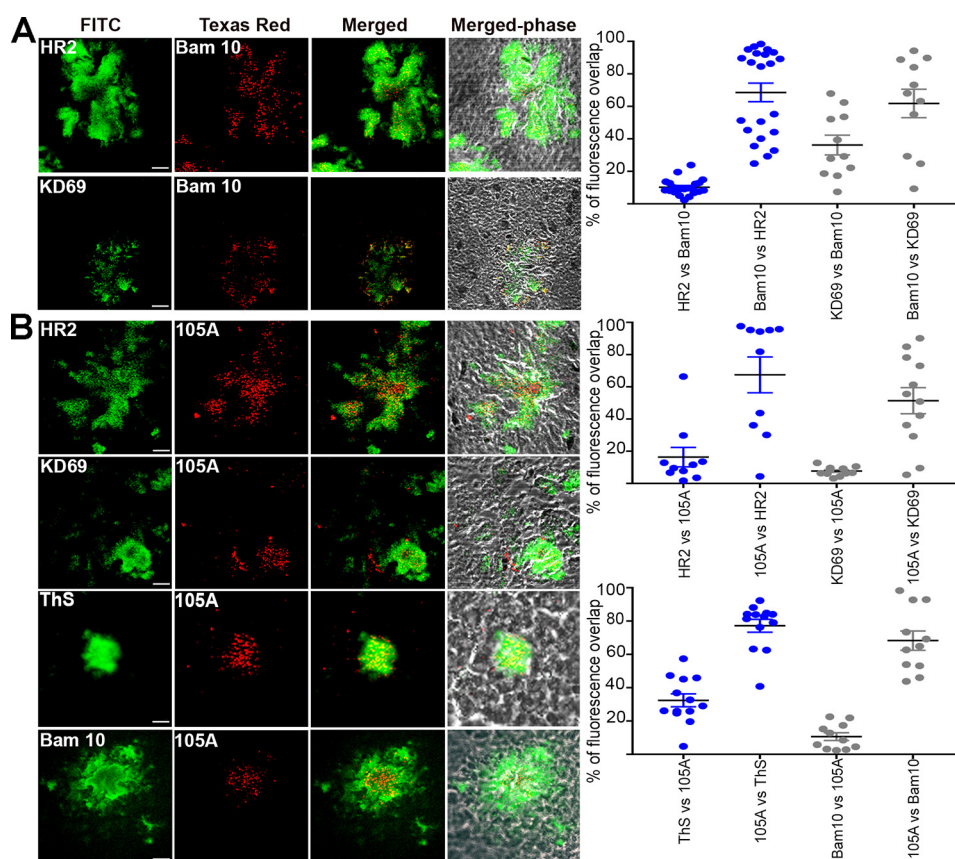 A
FITC Texas Red Merged Merged-phase
HR2 Bam 10
KD69 Bam 10
B
HR2 105A
KD69 105A
ThS 105A
Bam 10 105A
% of fluorescence overlap
100
80
60
40
20
HR2 vs Bam10
Bam10 vs HR2
KD69 vs Bam10
Bam10 vs KD69
% of fluorescence overlap
100
80
60
40
20
HR2 vs 105A
105A vs HR2
KD69 vs 105A
105A vs KD69
% of fluorescence overlap
100
80
60
40
20
ThS vs 105A
105A vs ThS
Bam10 vs 105A
105A vs Bam10